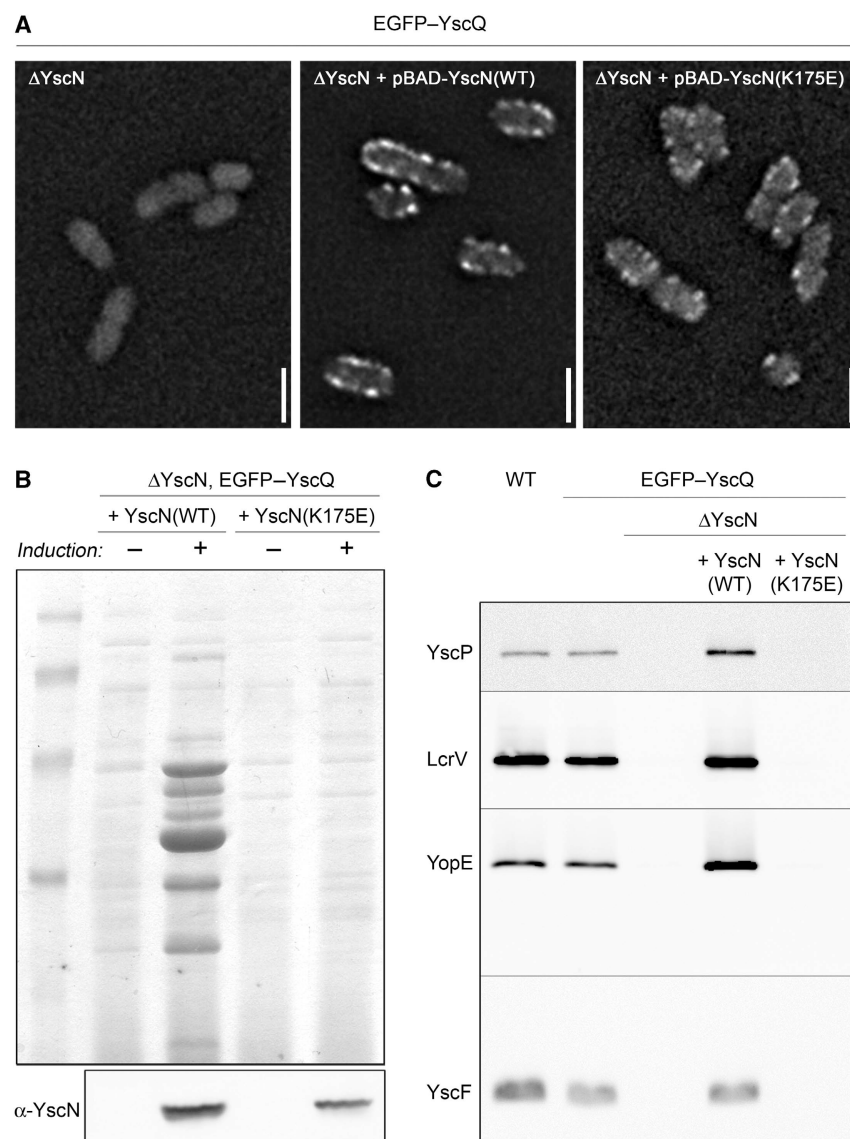 A
EGFP–YscQ
ΔYscN
ΔYscN + pBAD-YscN(WT)
ΔYscN + pBAD-YscN(K175E)
B
ΔYscN, EGFP–YscQ
+ YscN(WT)
+ YscN(K175E)
Induction: – + – +
α-YscN
C
WT
EGFP–YscQ
ΔYscN
+ YscN + YscN
(WT) (K175E)
YscP
LcrV
YopE
YscF